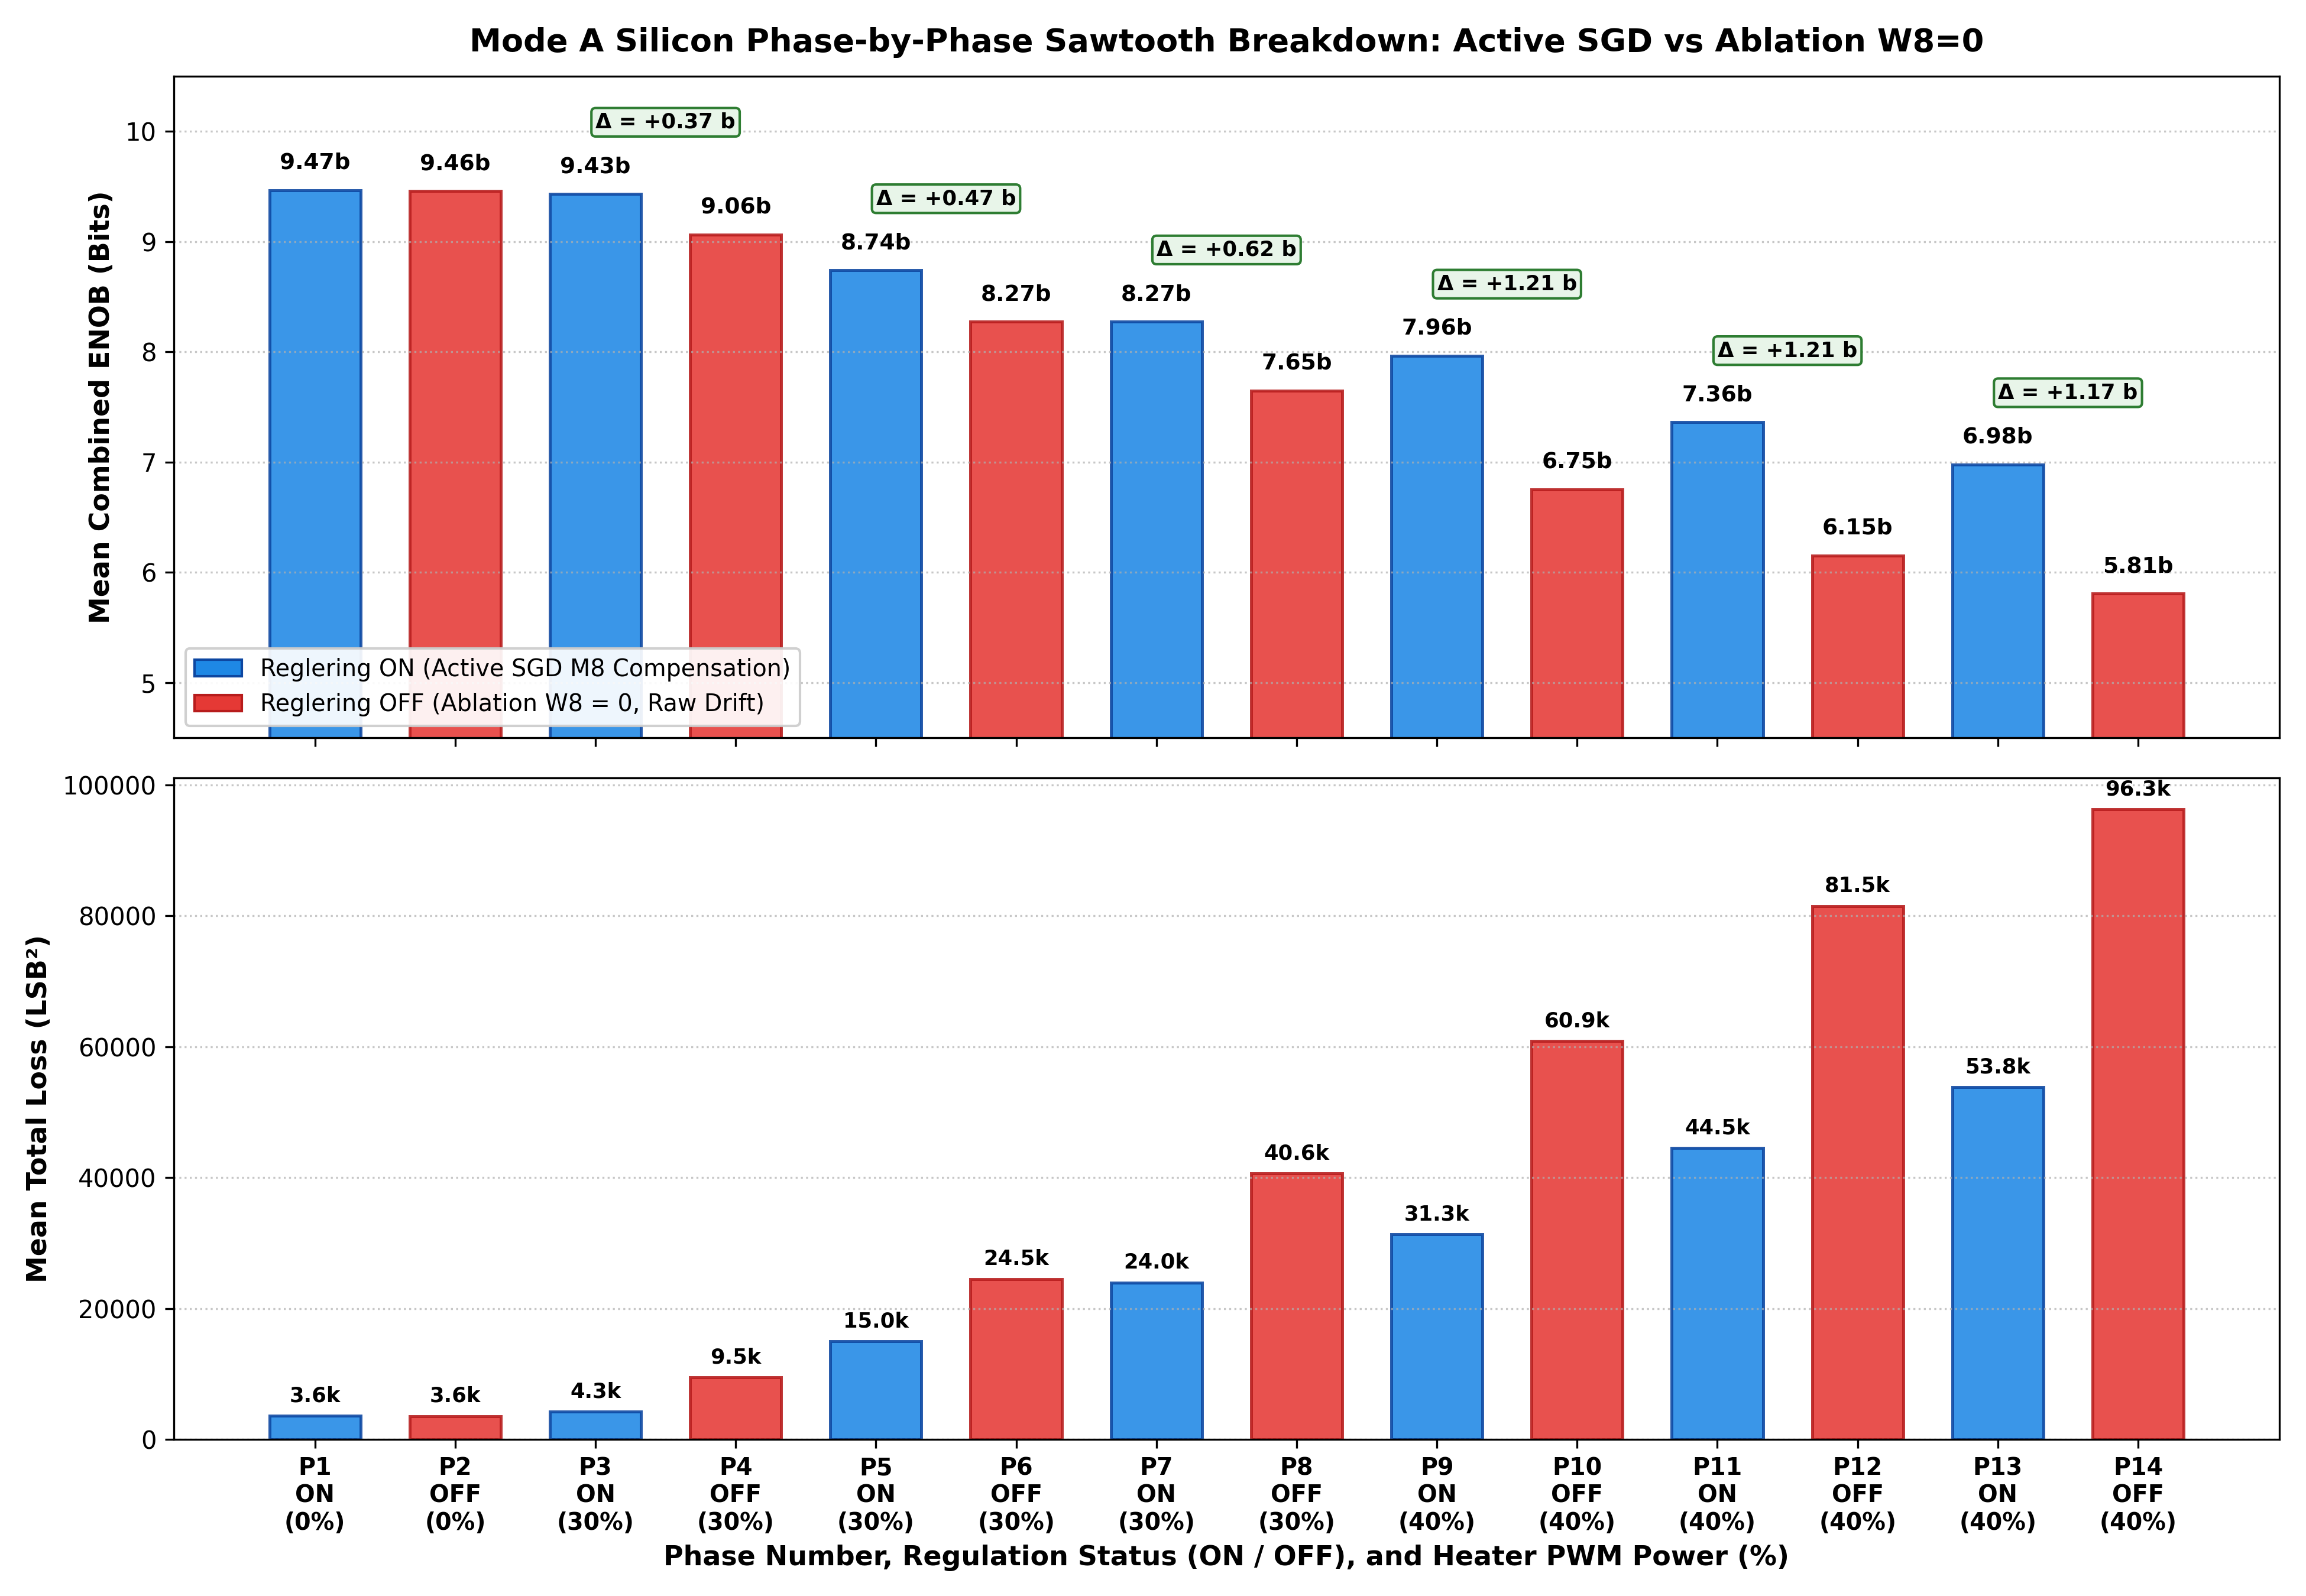 Mode A Silicon Phase-by-Phase Sawtooth Breakdown: Active SGD vs Ablation W8=0
Mean Combined ENOB (Bits)
10
9
8
7
6
5
Δ = +0.37 b
Δ = +0.47 b
Δ = +0.62 b
Δ = +1.21 b
Δ = +1.21 b
Δ = +1.17 b
9.47b
9.46b
9.43b
9.06b
8.74b
8.27b
8.27b
7.65b
7.96b
6.75b
7.36b
6.15b
6.98b
5.81b
Reglering ON (Active SGD M8 Compensation)
Reglering OFF (Ablation W8 = 0, Raw Drift)
Mean Total Loss (LSB²)
100000
80000
60000
40000
20000
0
3.6k
3.6k
4.3k
9.5k
15.0k
24.5k
24.0k
40.6k
31.3k
60.9k
44.5k
81.5k
53.8k
96.3k
P1 P2 P3 P4 P5 P6 P7 P8 P9 P10 P11 P12 P13 P14
ON OFF ON OFF ON OFF ON OFF ON OFF ON OFF ON OFF
(0%) (0%) (30%) (30%) (30%) (30%) (30%) (30%) (40%) (40%) (40%) (40%) (40%) (40%)
Phase Number, Regulation Status (ON / OFF), and Heater PWM Power (%)